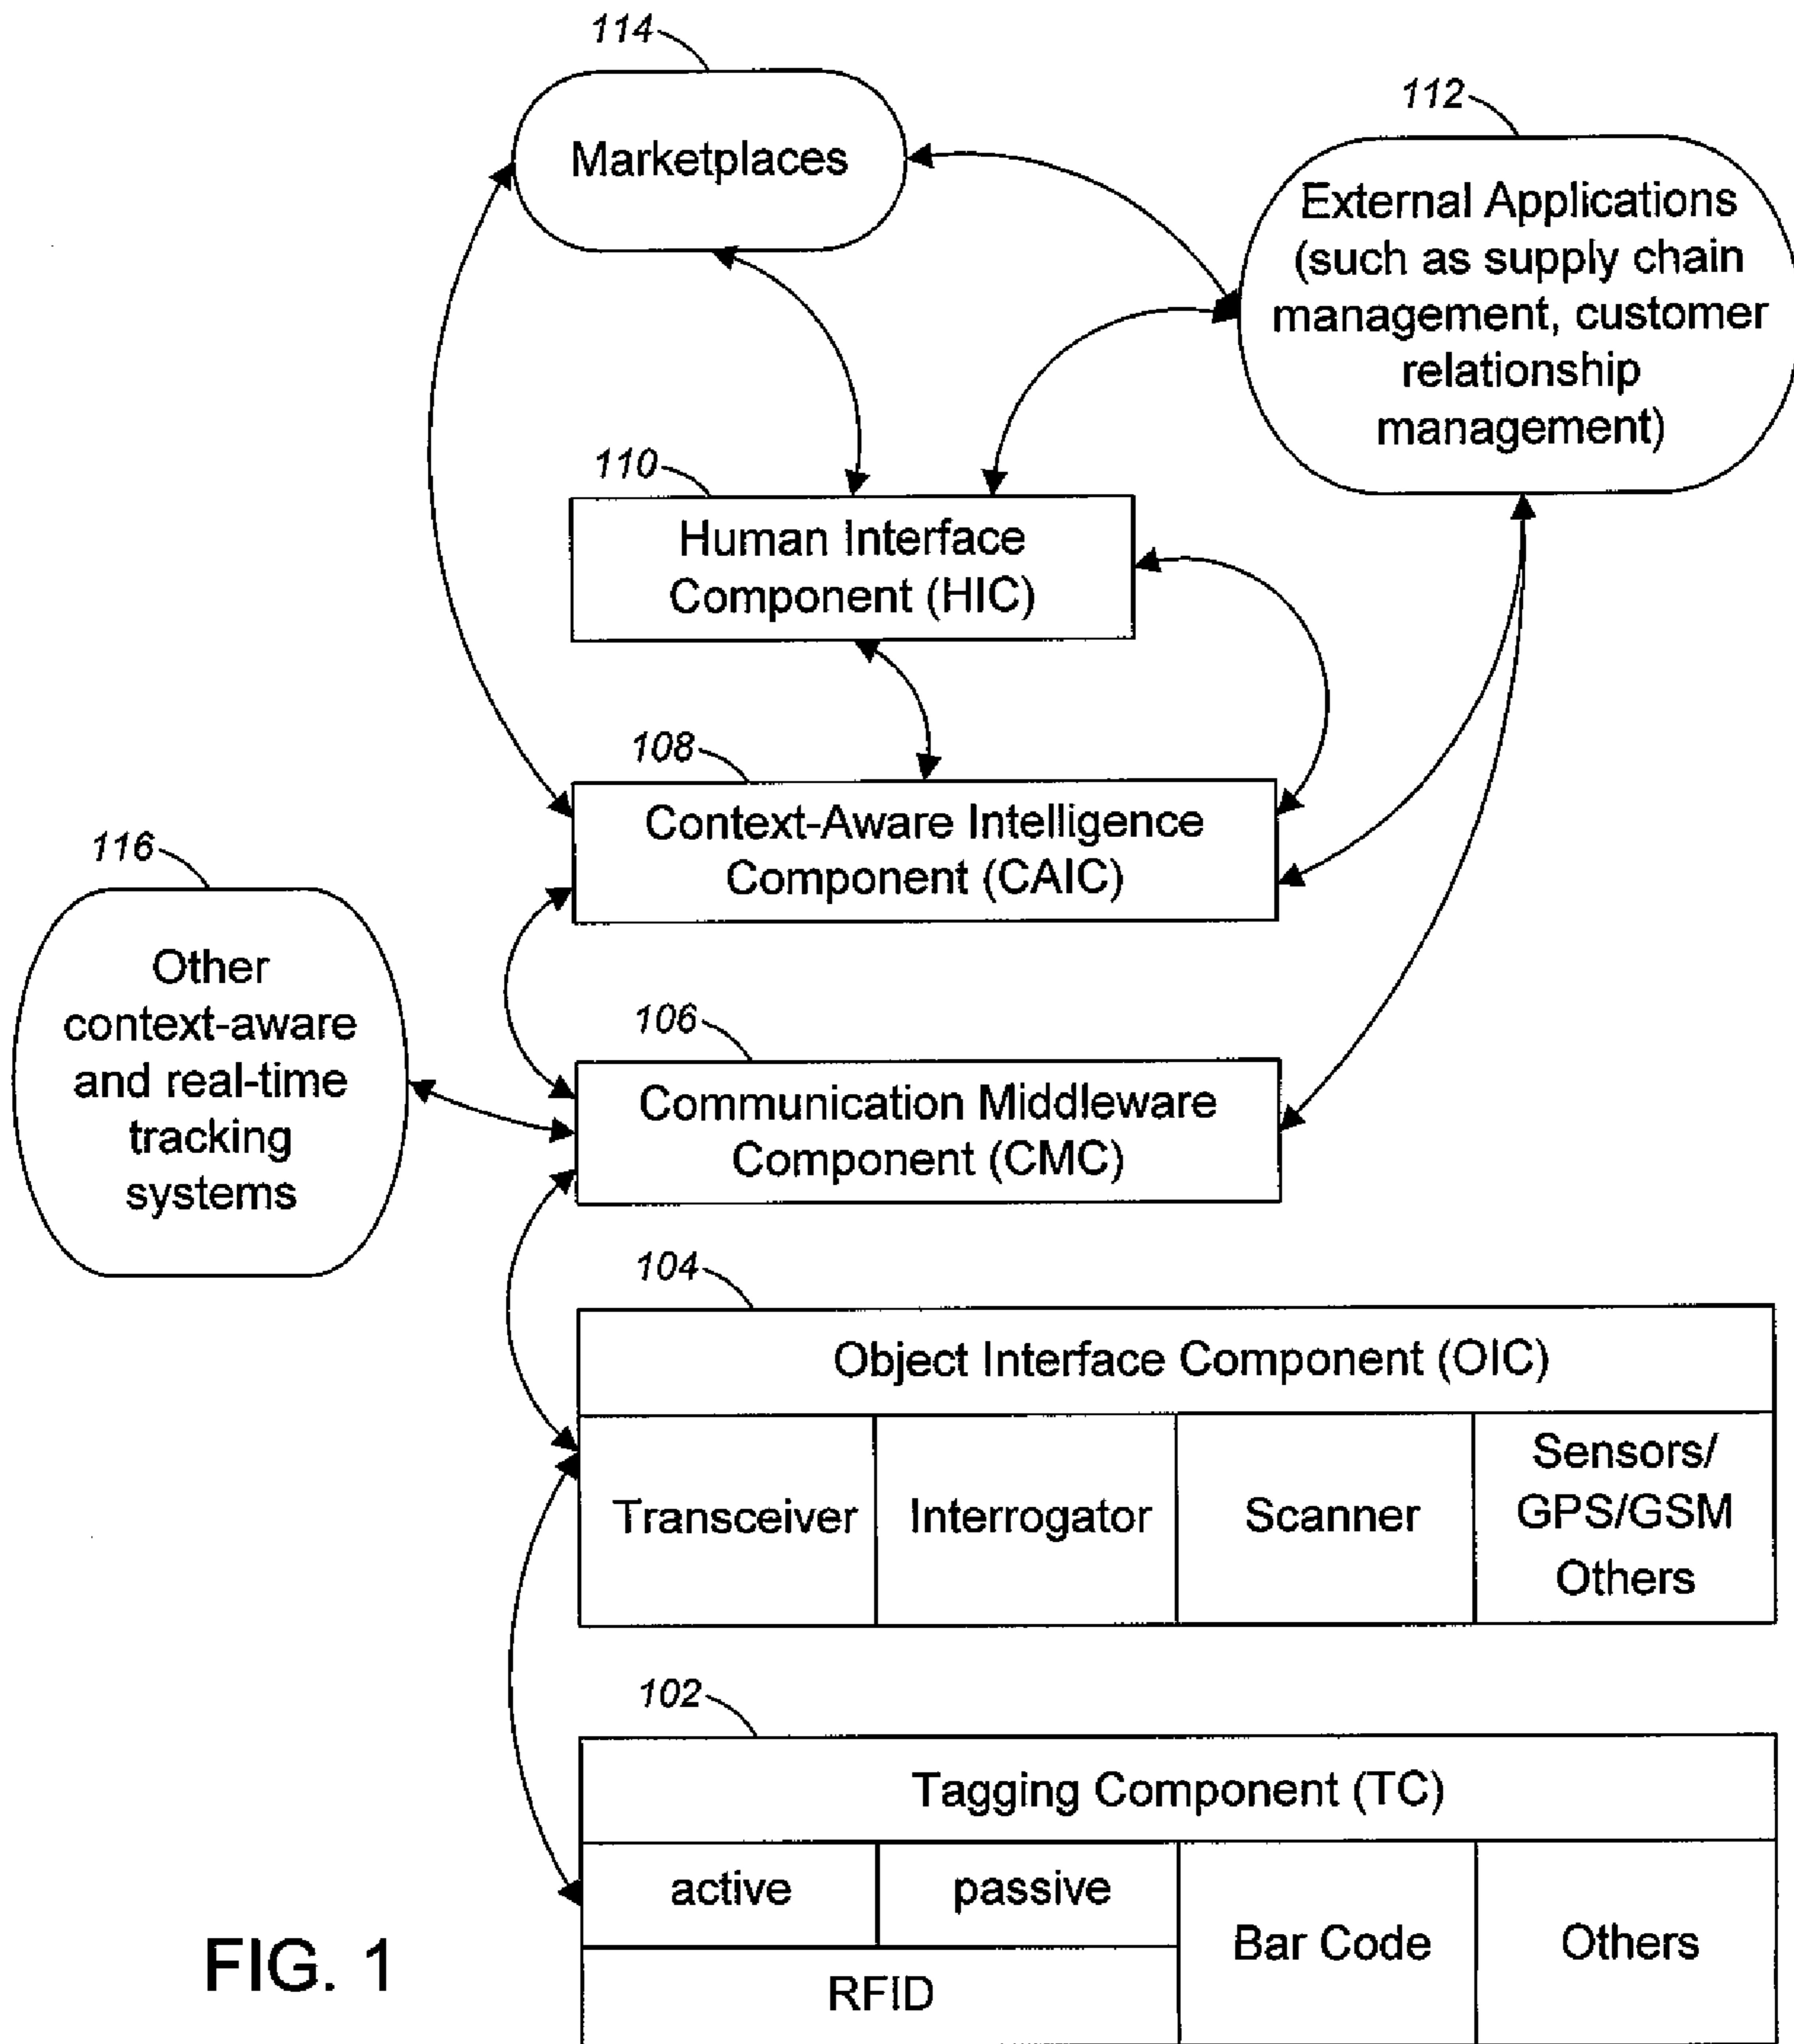 114
Marketplaces
112
External Applications
(such as supply chain
management, customer
relationship
management)
110
Human Interface
Component (HIC)
108
Context-Aware Intelligence
Component (CAIC)
116
Other
context-aware
and real-time
tracking
systems
106
Communication Middleware
Component (CMC)
104
Object Interface Component (OIC)
Transceiver
Interrogator
Scanner
Sensors/
GPS/GSM
Others
102
Tagging Component (TC)
active
passive
RFID
Bar Code
Others
FIG. 1